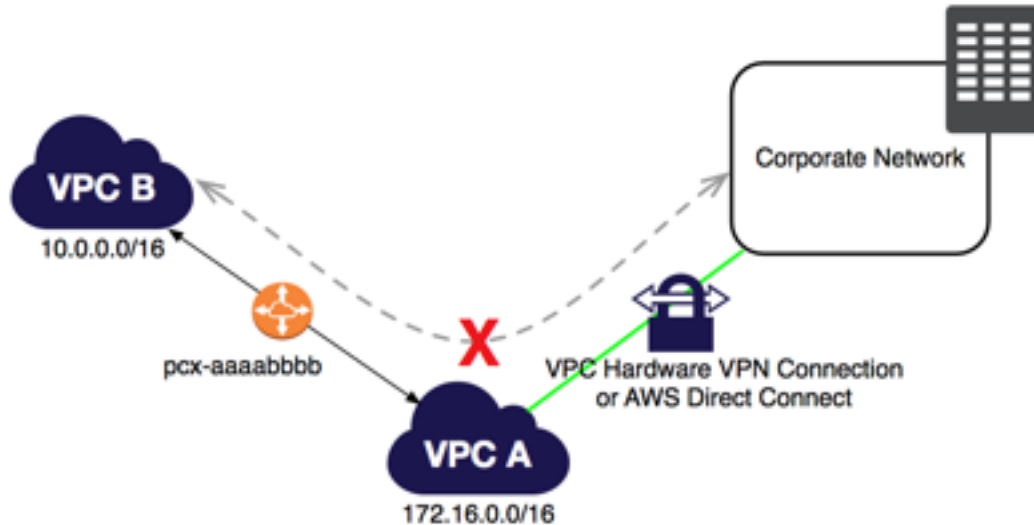 Corporate Network
VPC B
10.0.0.0/16
pcx-aaaabbbb
X
VPC Hardware VPN Connection
or AWS Direct Connect
VPC A
172.16.0.0/16